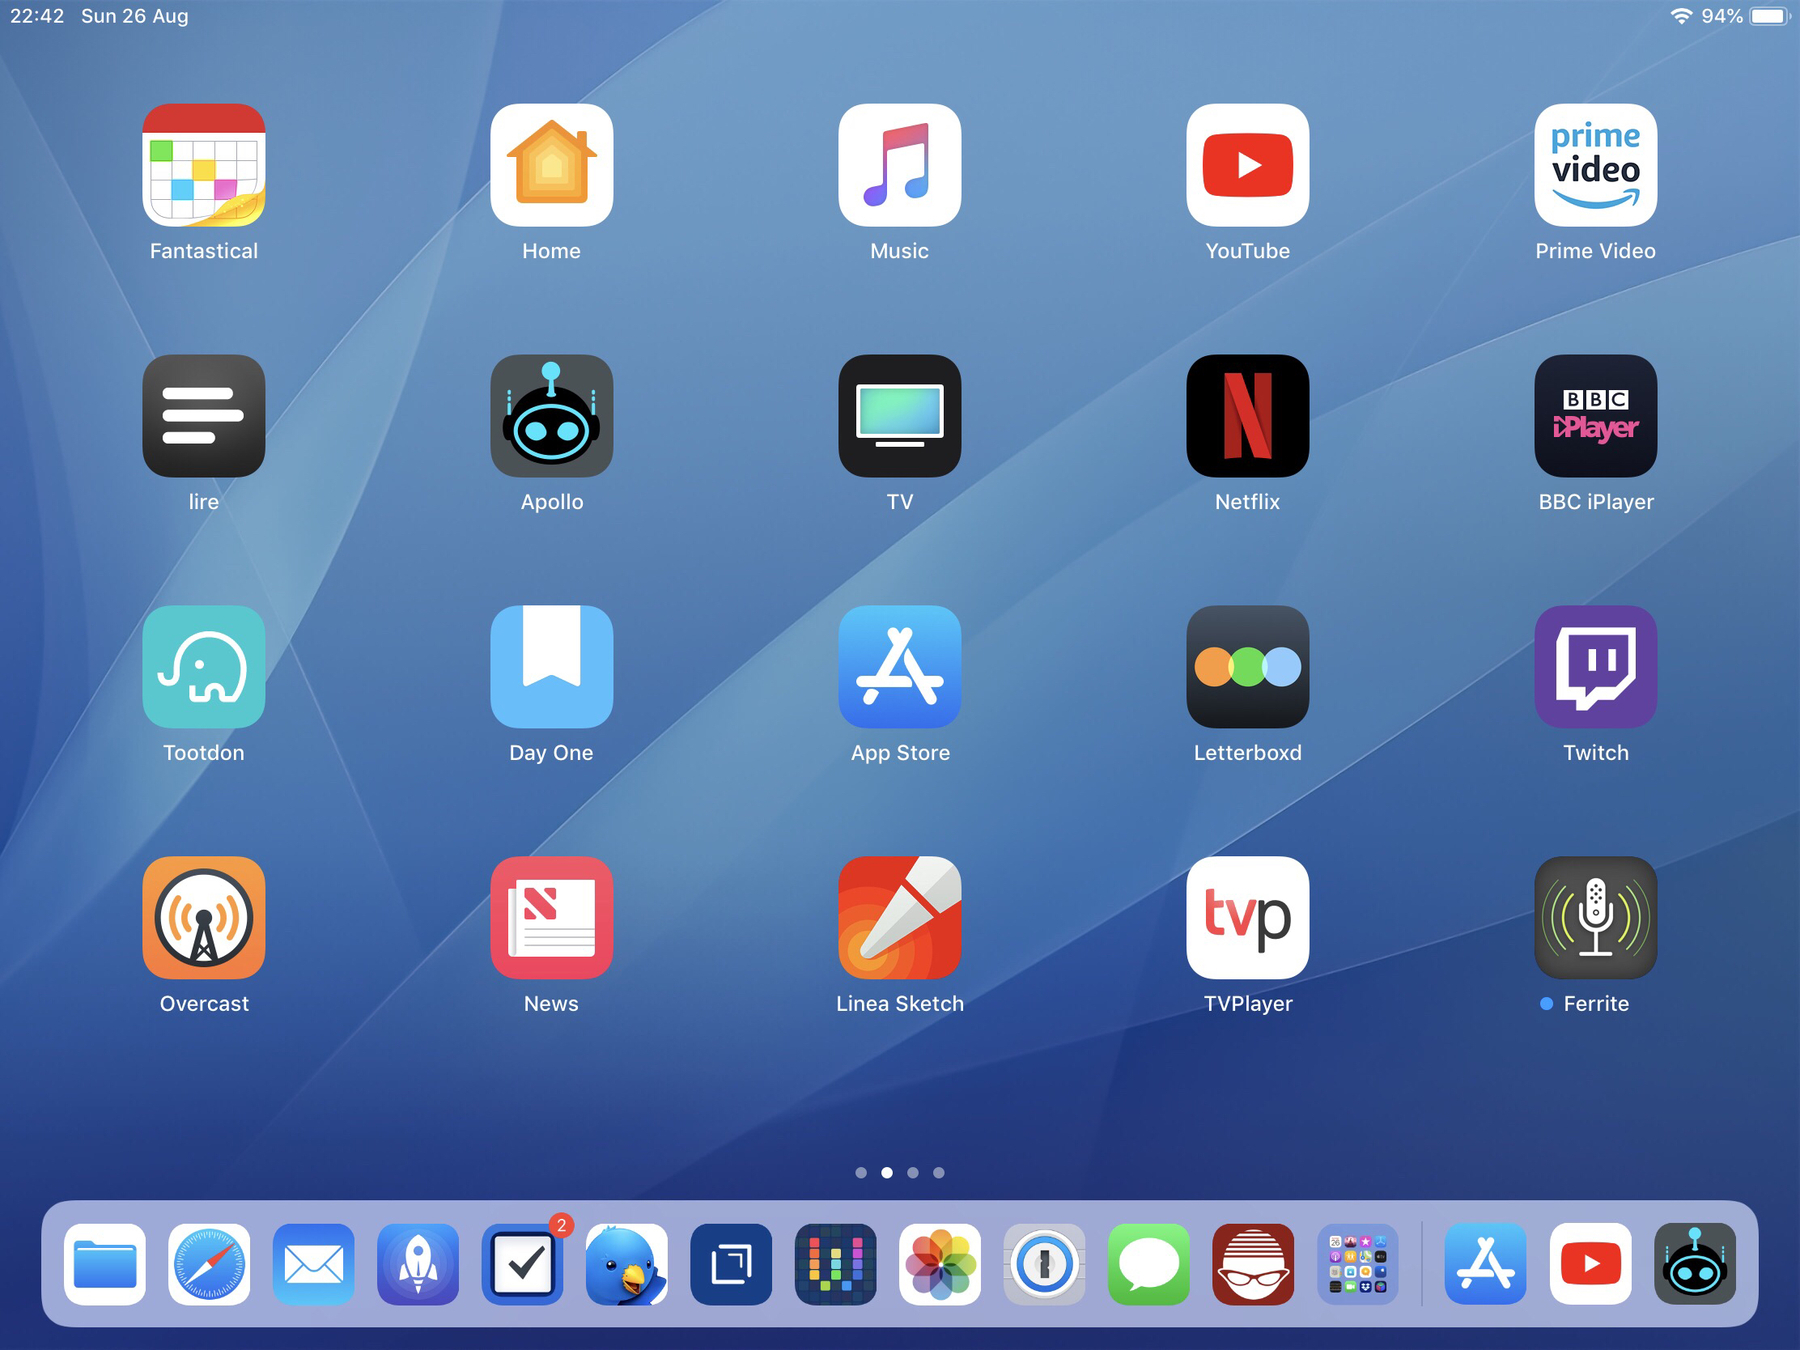 22:42 Sun 26 Aug
94%
prime
video
Fantastical Home Music YouTube Prime Video
BBC
iPlayer
lire Apollo TV Netflix BBC iPlayer
Tootdon Day One App Store Letterboxd Twitch
tvp
Overcast News Linea Sketch TVPlayer Ferrite
2